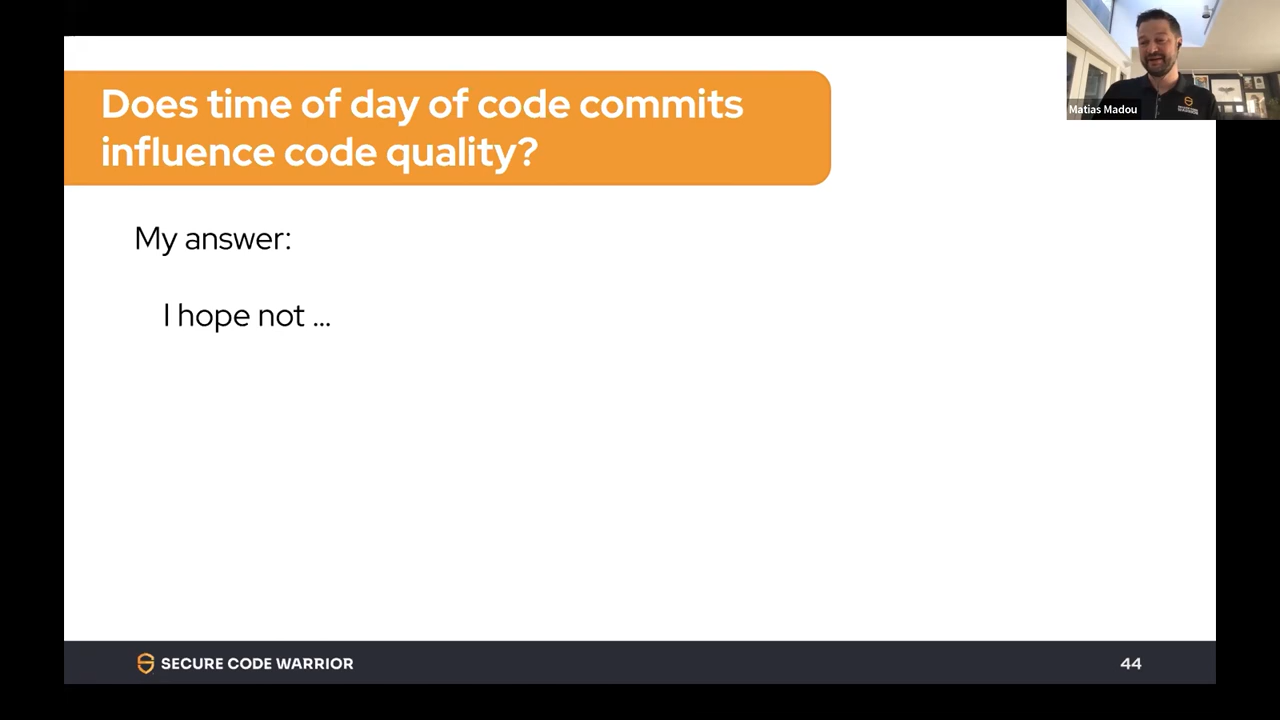 Does time of day of code commits
influence code quality?
Matias Madou
My answer:
I hope not ...
SECURE CODE WARRIOR
44